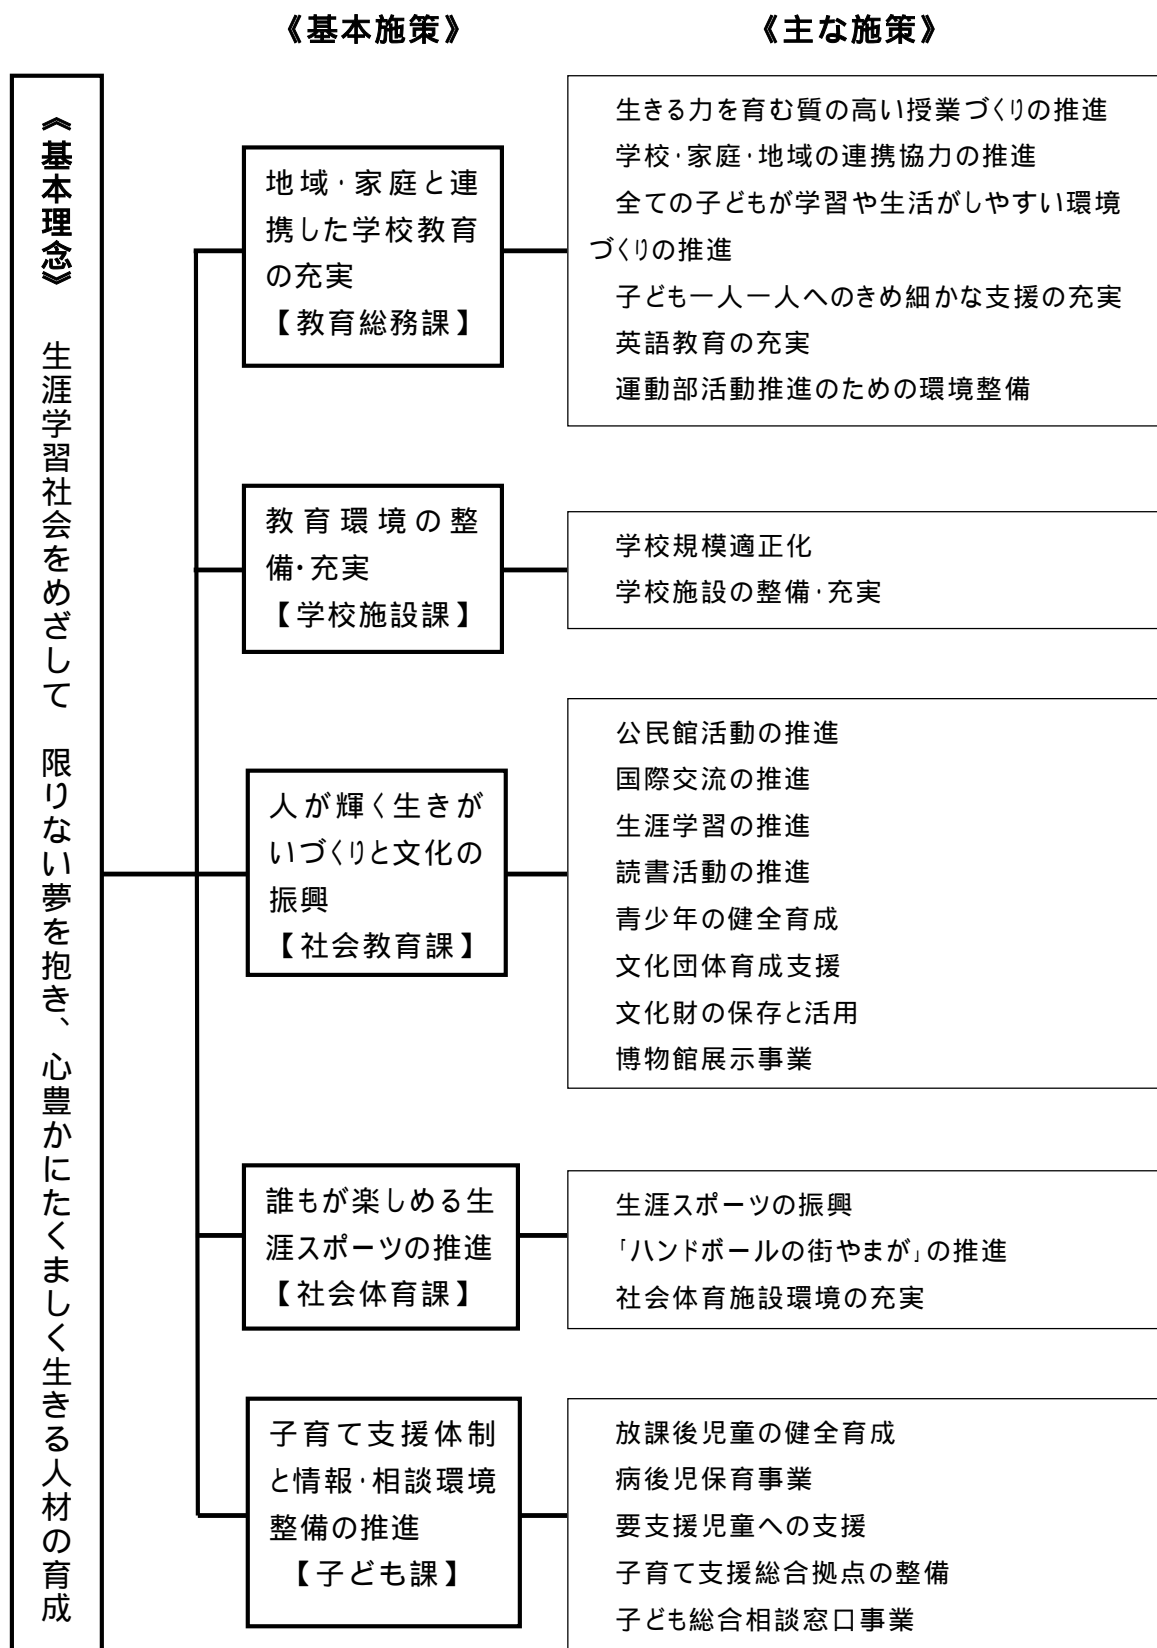 《基本施策》
《主な施策》
《基本理念》 生涯学習社会をめざして 限りない夢を抱き、心豊かにたくましく生きる人材の育成
地域・家庭と連
携した学校教育
の充実
【教育総務課】
生きる力を育む質の高い授業づくりの推進
学校・家庭・地域の連携協力の推進
全ての子どもが学習や生活がしやすい環境
づくりの推進
子ども一人一人へのきめ細かな支援の充実
英語教育の充実
運動部活動推進のための環境整備
教育環境の整
備・充実
【学校施設課】
学校規模適正化
学校施設の整備・充実
人が輝く生きが
いづくりと文化の
振興
【社会教育課】
公民館活動の推進
国際交流の推進
生涯学習の推進
読書活動の推進
青少年の健全育成
文化団体育成支援
文化財の保存と活用
博物館展示事業
誰もが楽しめる生
涯スポーツの推進
【社会体育課】
生涯スポーツの振興
「ハンドボールの街やまが」の推進
社会体育施設環境の充実
子育て支援体制
と情報・相談環境
整備の推進
【子ども課】
放課後児童の健全育成
病後児保育事業
要支援児童への支援
子育て支援総合拠点の整備
子ども総合相談窓口事業